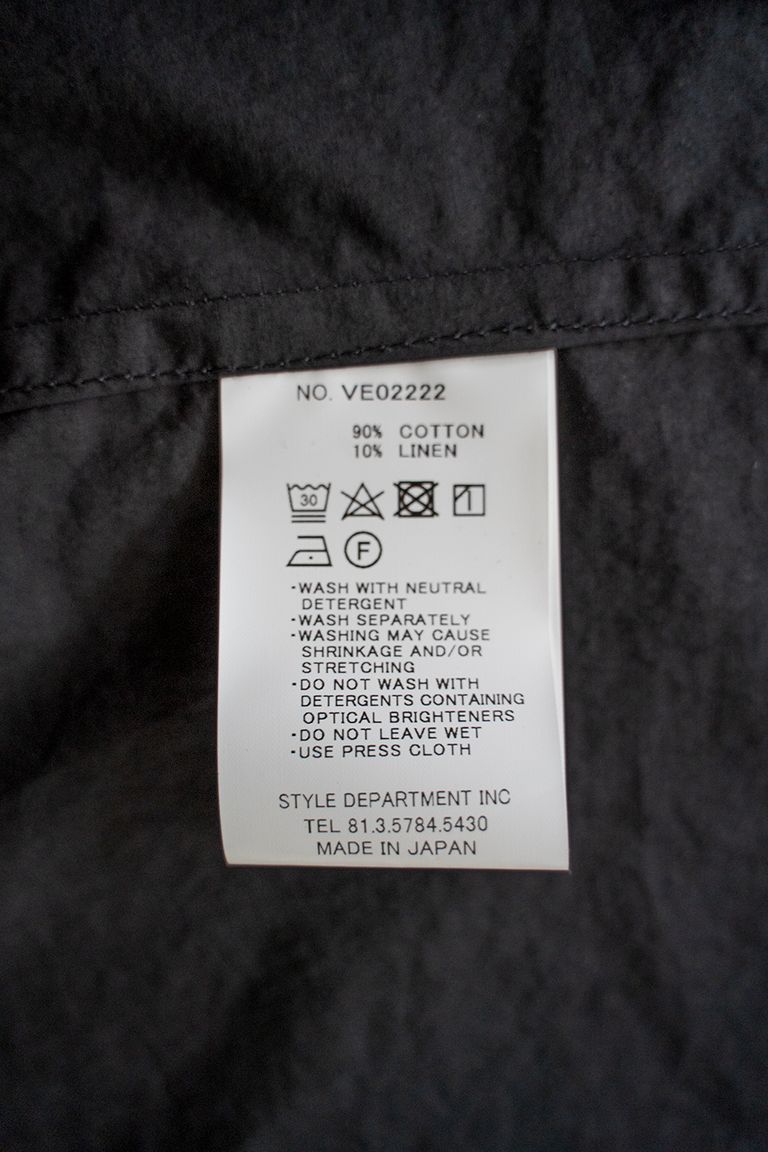 NO. VE02222
90% COTTON
10% LINEN
30
F
·WASH WITH NEUTRAL
DETERGENT
·WASH SEPARATELY
·WASHING MAY CAUSE
SHRINKAGE AND/OR
STRETCHING
·DO NOT WASH WITH
DETERGENTS CONTAINING
OPTICAL BRIGHTENERS
·DO NOT LEAVE WET
·USE PRESS CLOTH
STYLE DEPARTMENT INC
TEL 81.3.5784.5430
MADE IN JAPAN